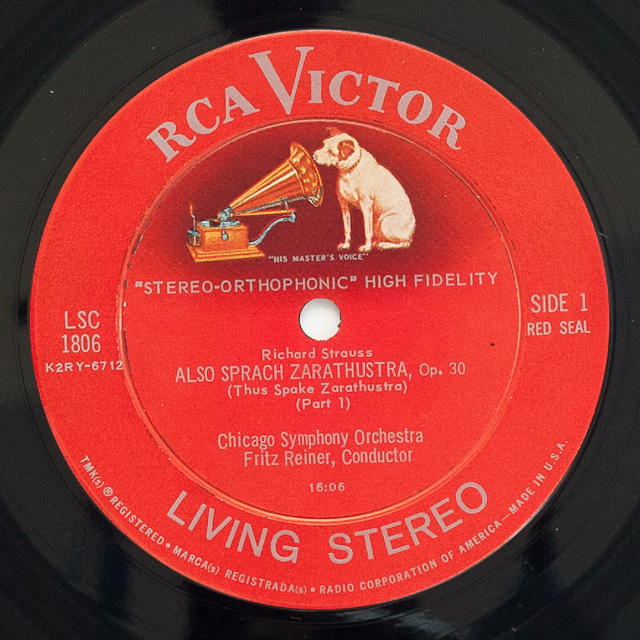 RCA VICTOR
"HIS MASTER'S VOICE"
"STEREO-ORTHOPHONIC" HIGH FIDELITY
LSC
1806
K2RY-6712
SIDE 1
RED SEAL
Richard Strauss
ALSO SPRACH ZARATHUSTRA, Op. 30
(Thus Spake Zarathustra)
(Part 1)
Chicago Symphony Orchestra
Fritz Reiner, Conductor
16:06
LIVING STEREO
TMK(s) ® REGISTERED • MARCA(s) REGISTRADA(s) • RADIO CORPORATION OF AMERICA—MADE IN U.S.A.